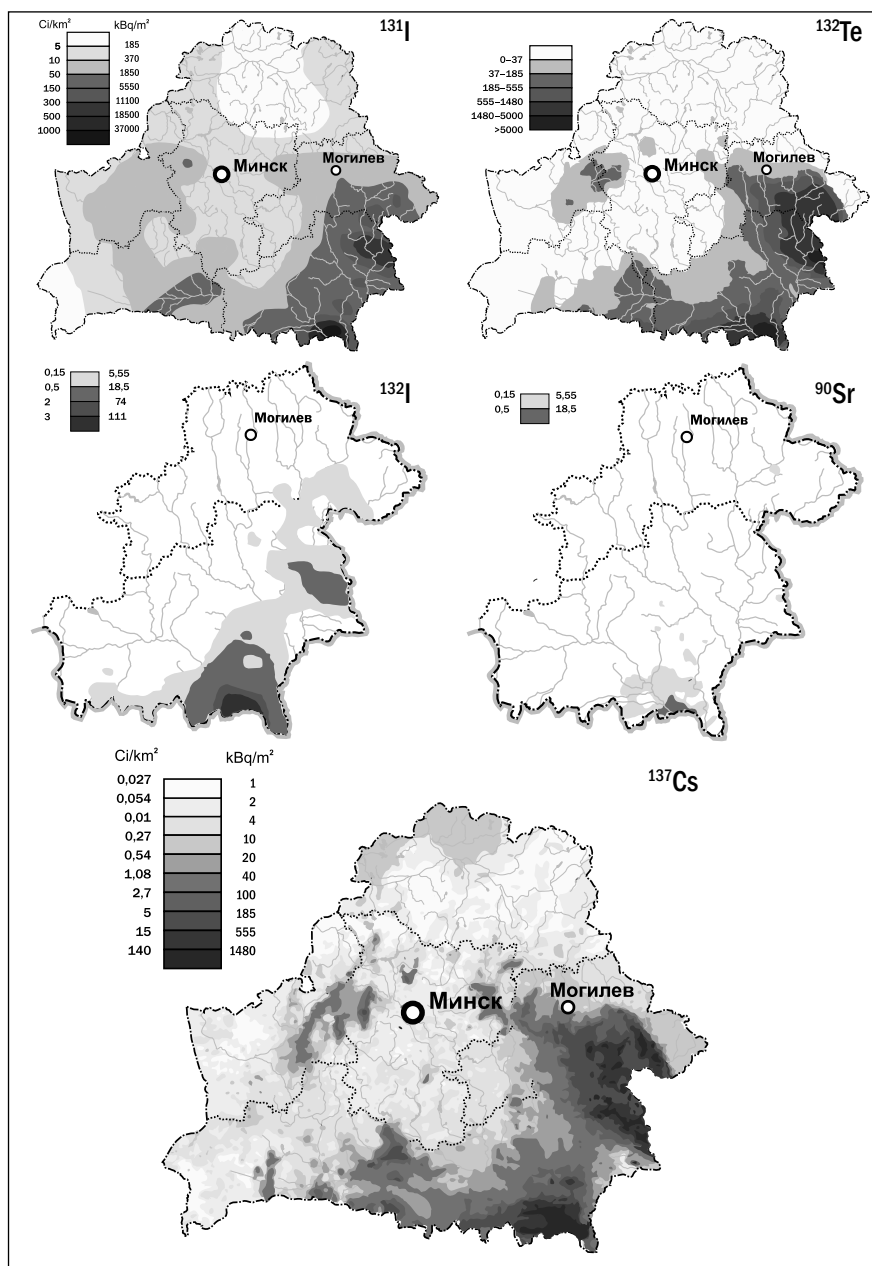 Ci/km² kBq/m²
5 185
10 370
50 1850
150 5550
300 11100
500 18500
1000 37000
¹³¹I
Минск
Могилев
¹³²Te
0–37
37–185
185–555
555–1480
1480–5000
>5000
Минск
Могилев
0,15 5,55
0,5 18,5
2 74
3 111
¹³²I
Могилев
0,15 5,55
0,5 18,5
⁹⁰Sr
Могилев
Ci/km² kBq/m²
0,027 1
0,054 2
0,01 4
0,27 10
0,54 20
1,08 40
2,7 100
5 185
15 555
140 1480
¹³⁷Cs
Минск
Могилев